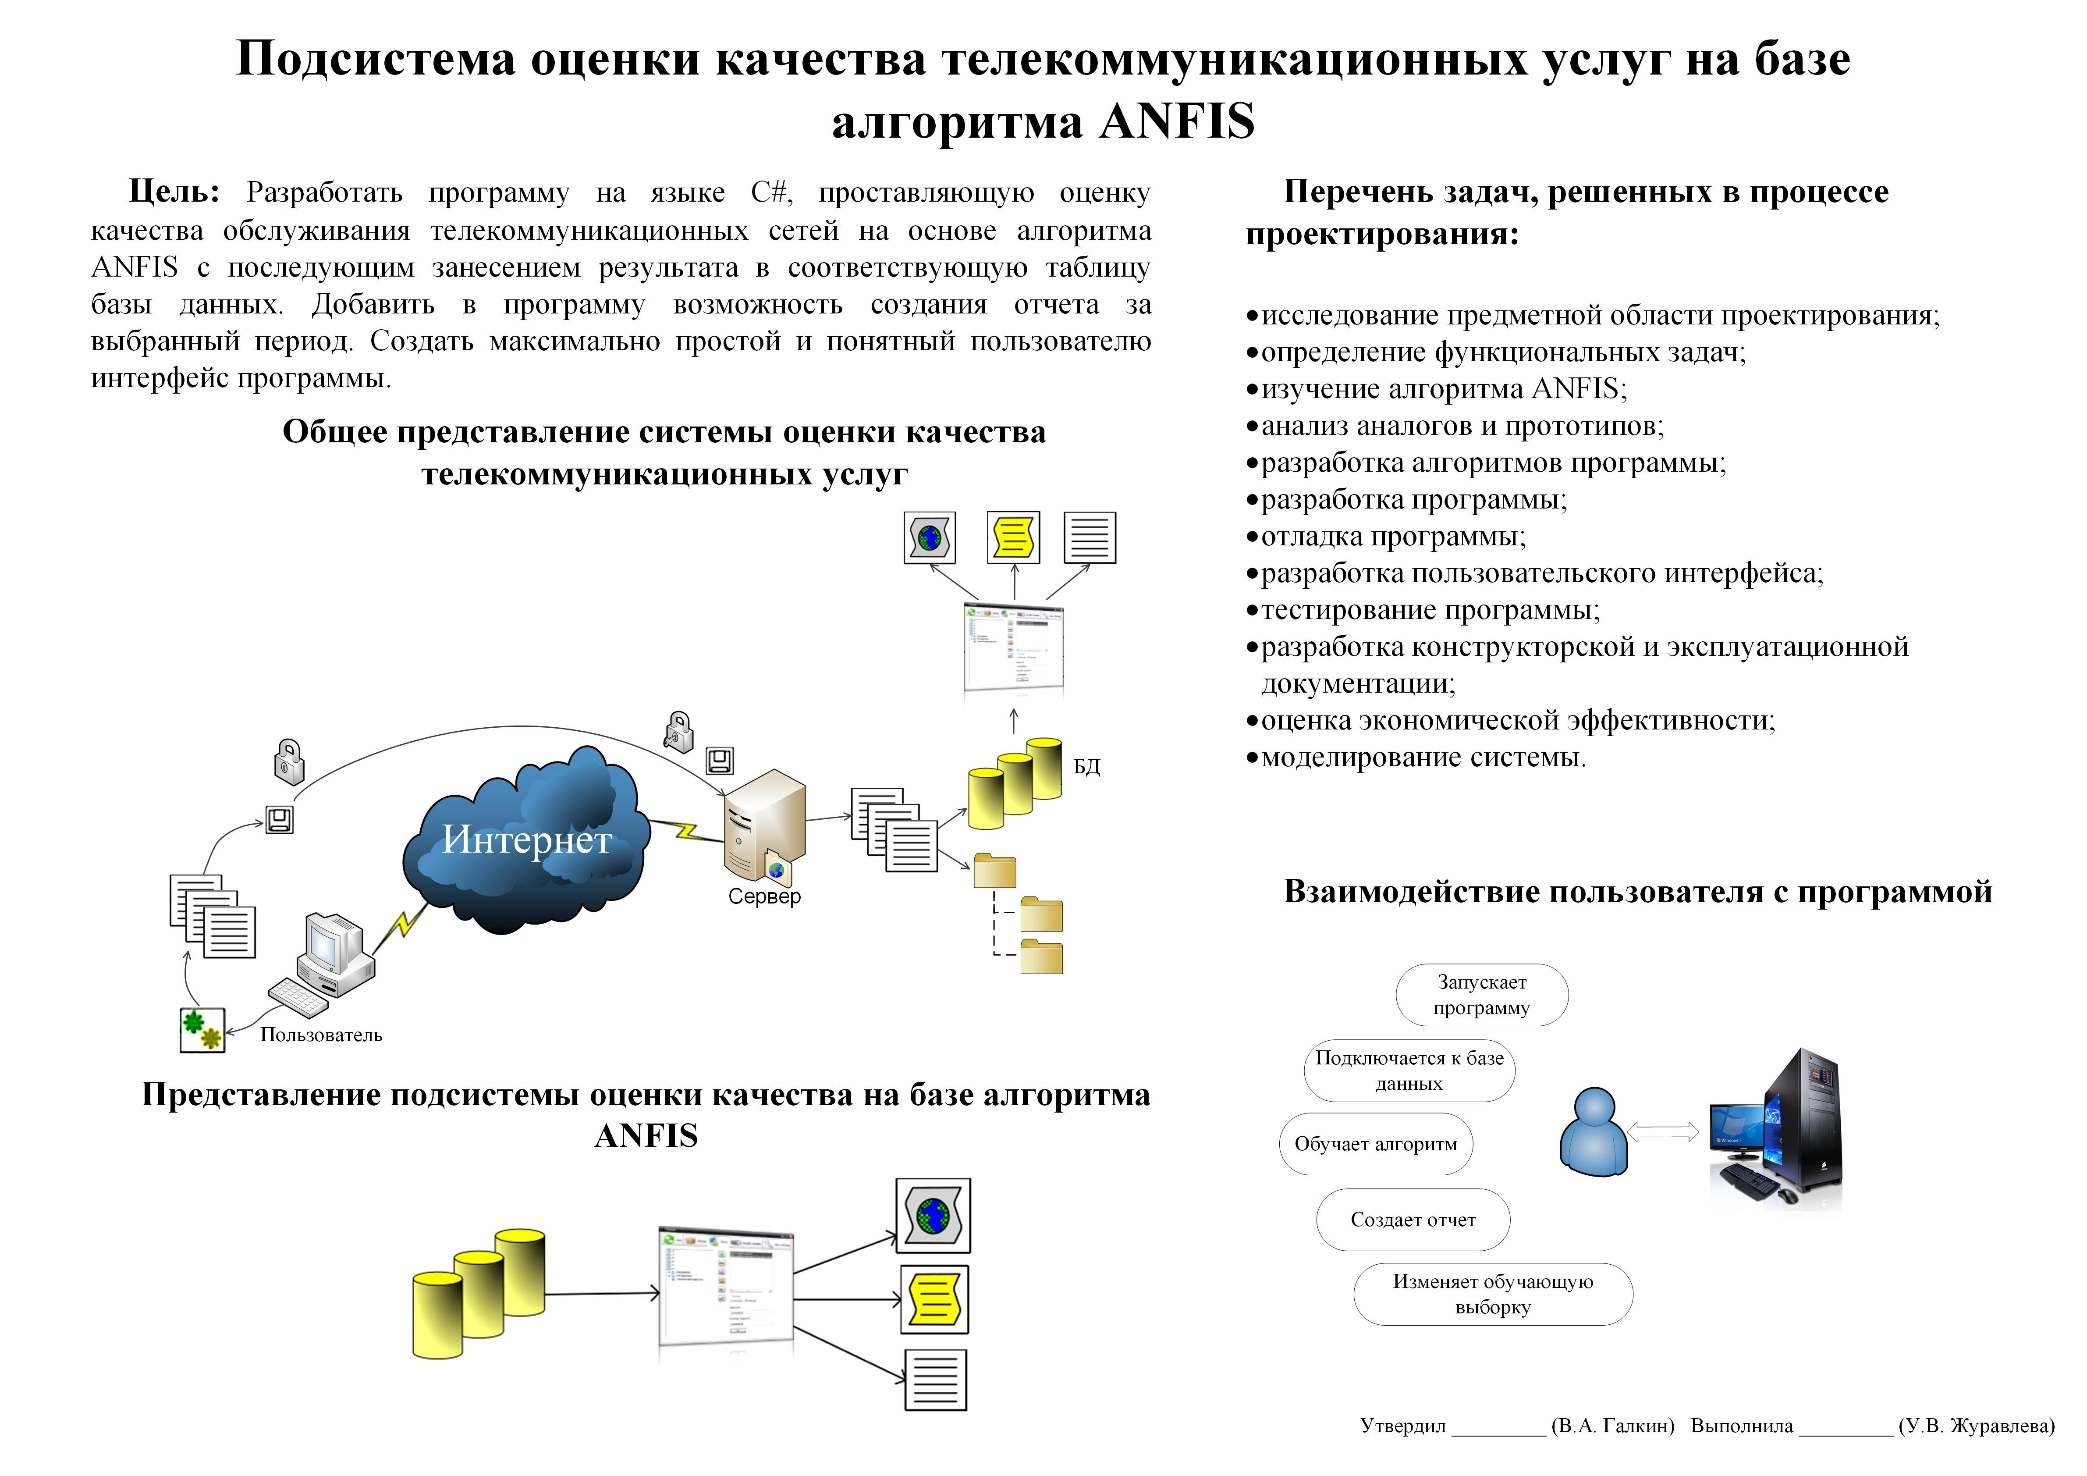 Подсистема оценки качества телекоммуникационных услуг на базе
алгоритма ANFIS
Цель: Разработать программу на языке C#, проставляющую оценку
качества обслуживания телекоммуникационных сетей на основе алгоритма
ANFIS с последующим занесением результата в соответствующую таблицу
базы данных. Добавить в программу возможность создания отчета за
выбранный период. Создать максимально простой и понятный пользователю
интерфейс программы.
Общее представление системы оценки качества
телекоммуникационных услуг
БД
Интернет
Сервер
Пользователь
Представление подсистемы оценки качества на базе алгоритма
ANFIS
Перечень задач, решенных в процессе
проектирования:
•исследование предметной области проектирования;
•определение функциональных задач;
•изучение алгоритма ANFIS;
•анализ аналогов и прототипов;
•разработка алгоритмов программы;
•разработка программы;
•отладка программы;
•разработка пользовательского интерфейса;
•тестирование программы;
•разработка конструкторской и эксплуатационной
документации;
•оценка экономической эффективности;
•моделирование системы.
Взаимодействие пользователя с программой
Запускает
программу
Подключается к базе
данных
Обучает алгоритм
Создает отчет
Изменяет обучающую
выборку
Утвердил _________ (В.А. Галкин) Выполнила _________ (У.В. Журавлева)